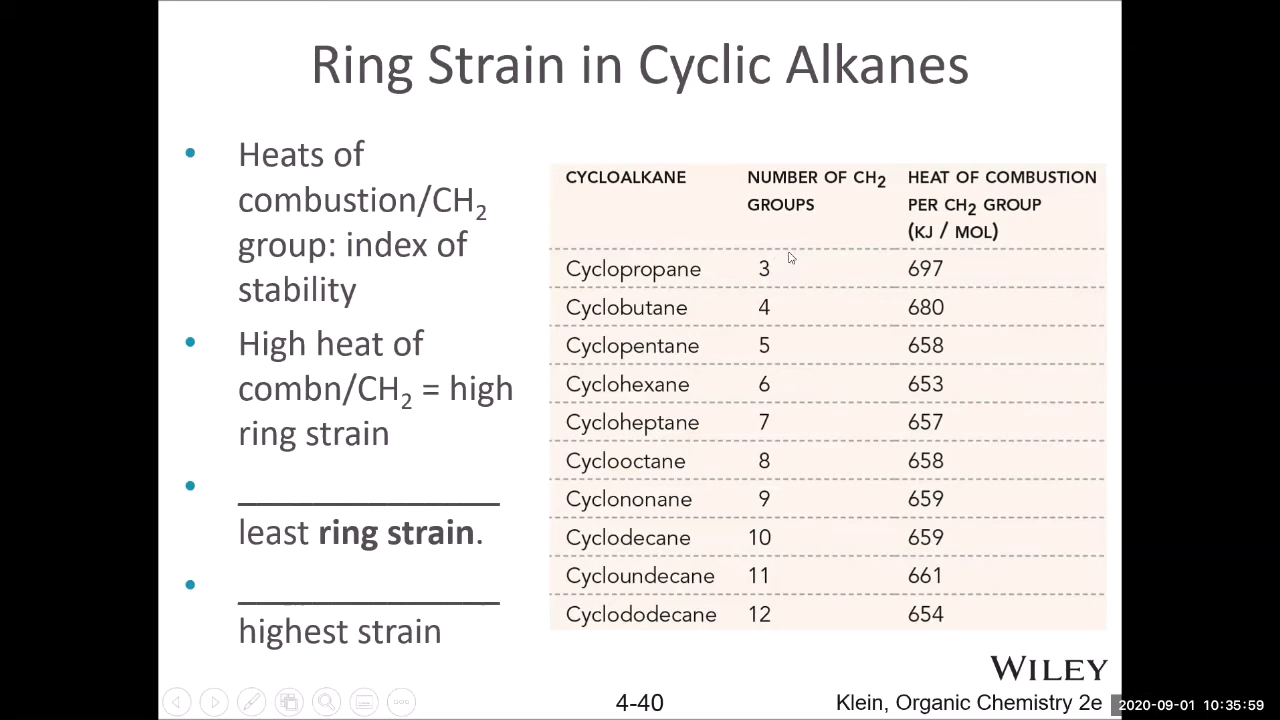 Ring Strain in Cyclic Alkanes
• Heats of
combustion/CH₂
group: index of
stability
• High heat of
combn/CH₂ = high
ring strain
• __________________
least ring strain.
• __________________
highest strain
CYCLOALKANE NUMBER OF CH₂ GROUPS HEAT OF COMBUSTION PER CH₂ GROUP (KJ / MOL)
Cyclopropane 3 697
Cyclobutane 4 680
Cyclopentane 5 658
Cyclohexane 6 653
Cycloheptane 7 657
Cyclooctane 8 658
Cyclononane 9 659
Cyclodecane 10 659
Cycloundecane 11 661
Cyclododecane 12 654
WILEY
4-40 Klein, Organic Chemistry 2e 2020-09-01 10:35:59